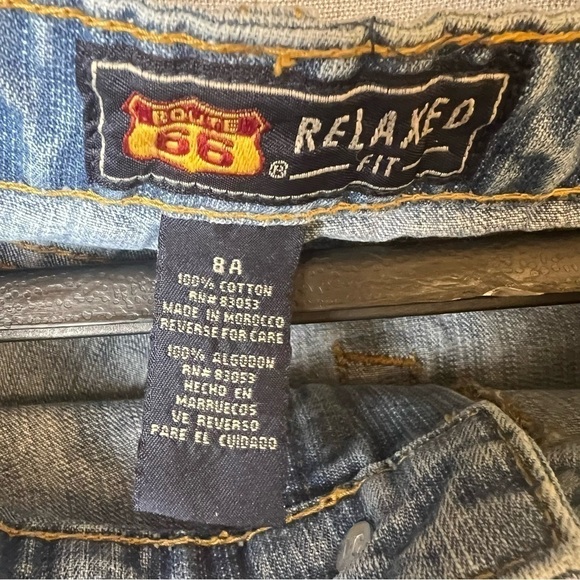 ROUTE
66
®
RELAXED
FIT
8A
100% COTTON
RN# 83053
MADE IN MOROCCO
REVERSE FOR CARE
100% ALGODON
RN# 83053
HECHO EN
MARRUECOS
VE REVERSO
PARE EL CUIDADO